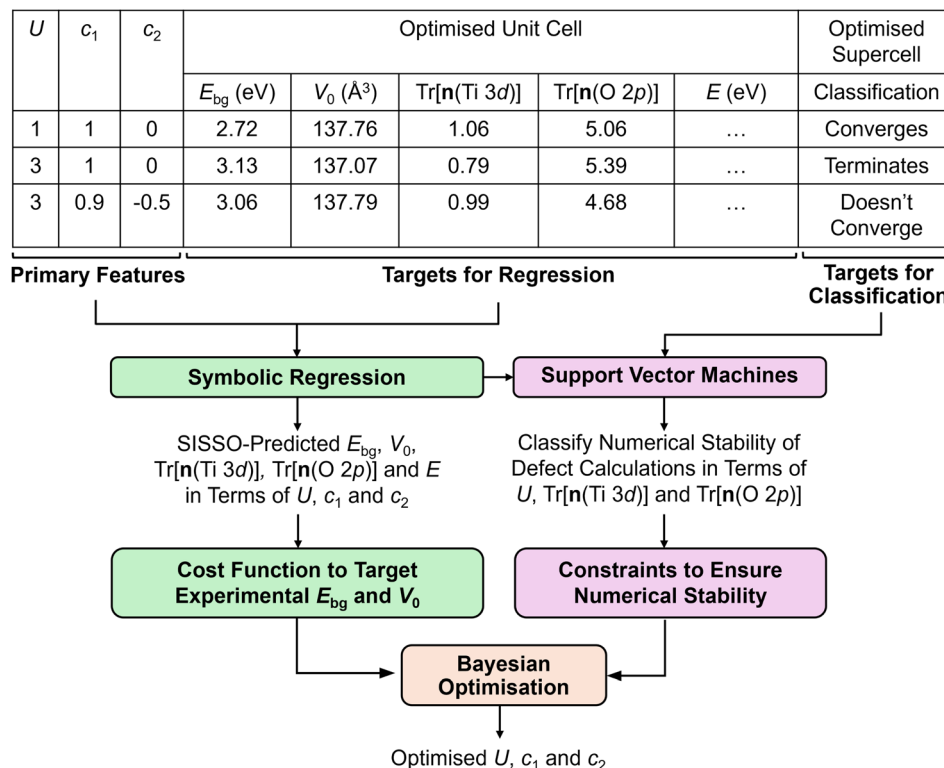 U c₁ c₂ Optimised Unit Cell Optimised Supercell
E_bg (eV) V₀ (Å³) Tr[n(Ti 3d)] Tr[n(O 2p)] E (eV) Classification
1 1 0 2.72 137.76 1.06 5.06 … Converges
3 1 0 3.13 137.07 0.79 5.39 … Terminates
3 0.9 -0.5 3.06 137.79 0.99 4.68 … Doesn't Converge
Primary Features
Targets for Regression
Targets for
Classification
Symbolic Regression
Support Vector Machines
SISSO-Predicted E_bg, V₀,
Tr[n(Ti 3d)], Tr[n(O 2p)] and E
in Terms of U, c₁ and c₂
Classify Numerical Stability of
Defect Calculations in Terms of
U, Tr[n(Ti 3d)] and Tr[n(O 2p)]
Cost Function to Target
Experimental E_bg and V₀
Constraints to Ensure
Numerical Stability
Bayesian
Optimisation
Optimised U, c₁ and c₂